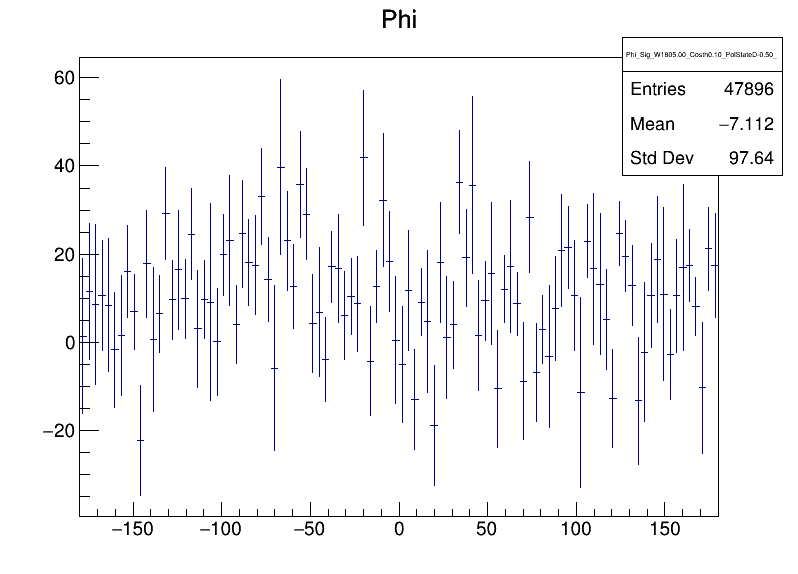 Phi
Phi_Sig_W1605.00_Costh0.10_PolStateD-0.50_
Entries 47896
Mean −7.112
Std Dev 97.64
60
40
20
0
−20
−150 −100 −50 0 50 100 150